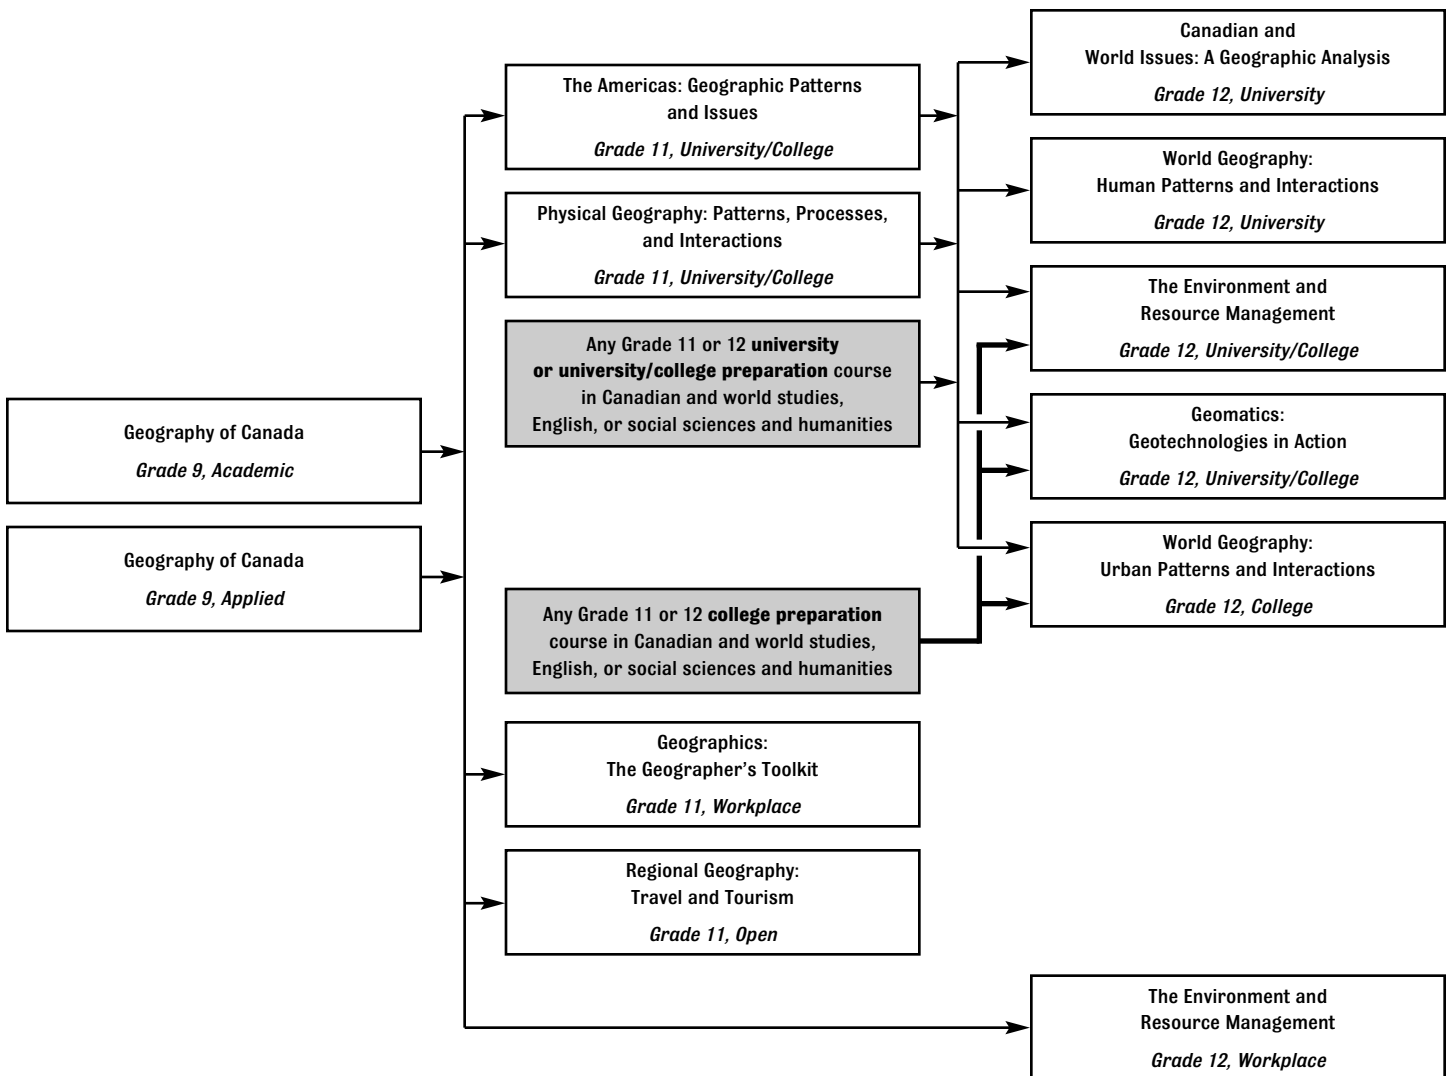 Geography of Canada
Grade 9, Academic
Geography of Canada
Grade 9, Applied
The Americas: Geographic Patterns
and Issues
Grade 11, University/College
Physical Geography: Patterns, Processes,
and Interactions
Grade 11, University/College
Any Grade 11 or 12 university
or university/college preparation course
in Canadian and world studies,
English, or social sciences and humanities
Any Grade 11 or 12 college preparation
course in Canadian and world studies,
English, or social sciences and humanities
Geographics:
The Geographer's Toolkit
Grade 11, Workplace
Regional Geography:
Travel and Tourism
Grade 11, Open
Canadian and
World Issues: A Geographic Analysis
Grade 12, University
World Geography:
Human Patterns and Interactions
Grade 12, University
The Environment and
Resource Management
Grade 12, University/College
Geomatics:
Geotechnologies in Action
Grade 12, University/College
World Geography:
Urban Patterns and Interactions
Grade 12, College
The Environment and
Resource Management
Grade 12, Workplace